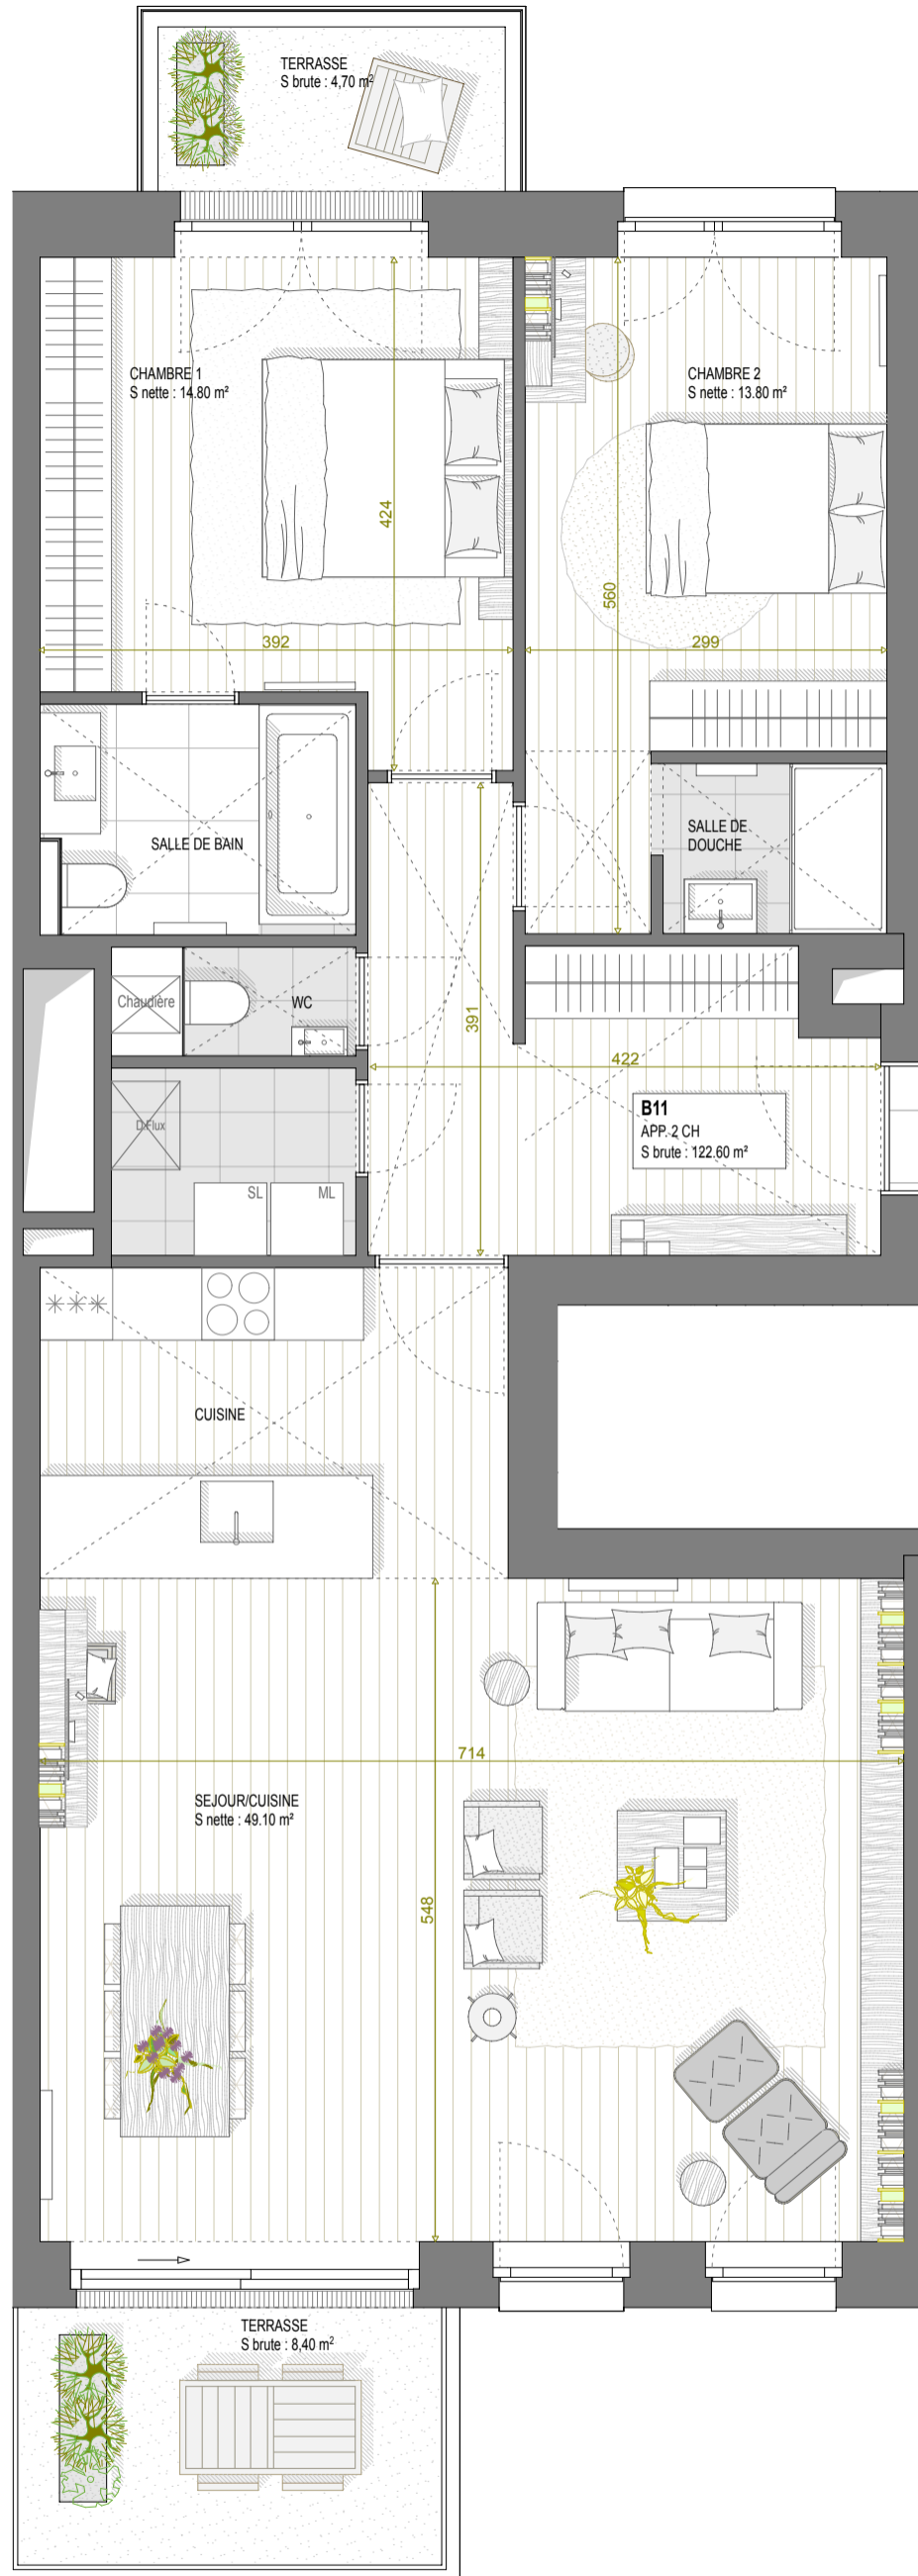 TERRASSE
S brute : 4,70 m²
CHAMBRE 1
S nette : 14.80 m²
CHAMBRE 2
S nette : 13.80 m²
424
560
392
299
SALLE DE BAIN
SALLE DE
DOUCHE
Chaudière
WC
391
422
B11
APP. 2 CH
S brute : 122.60 m²
D.Flux
SL
ML
CUISINE
714
SEJOUR/CUISINE
S nette : 49.10 m²
548
TERRASSE
S brute : 8,40 m²